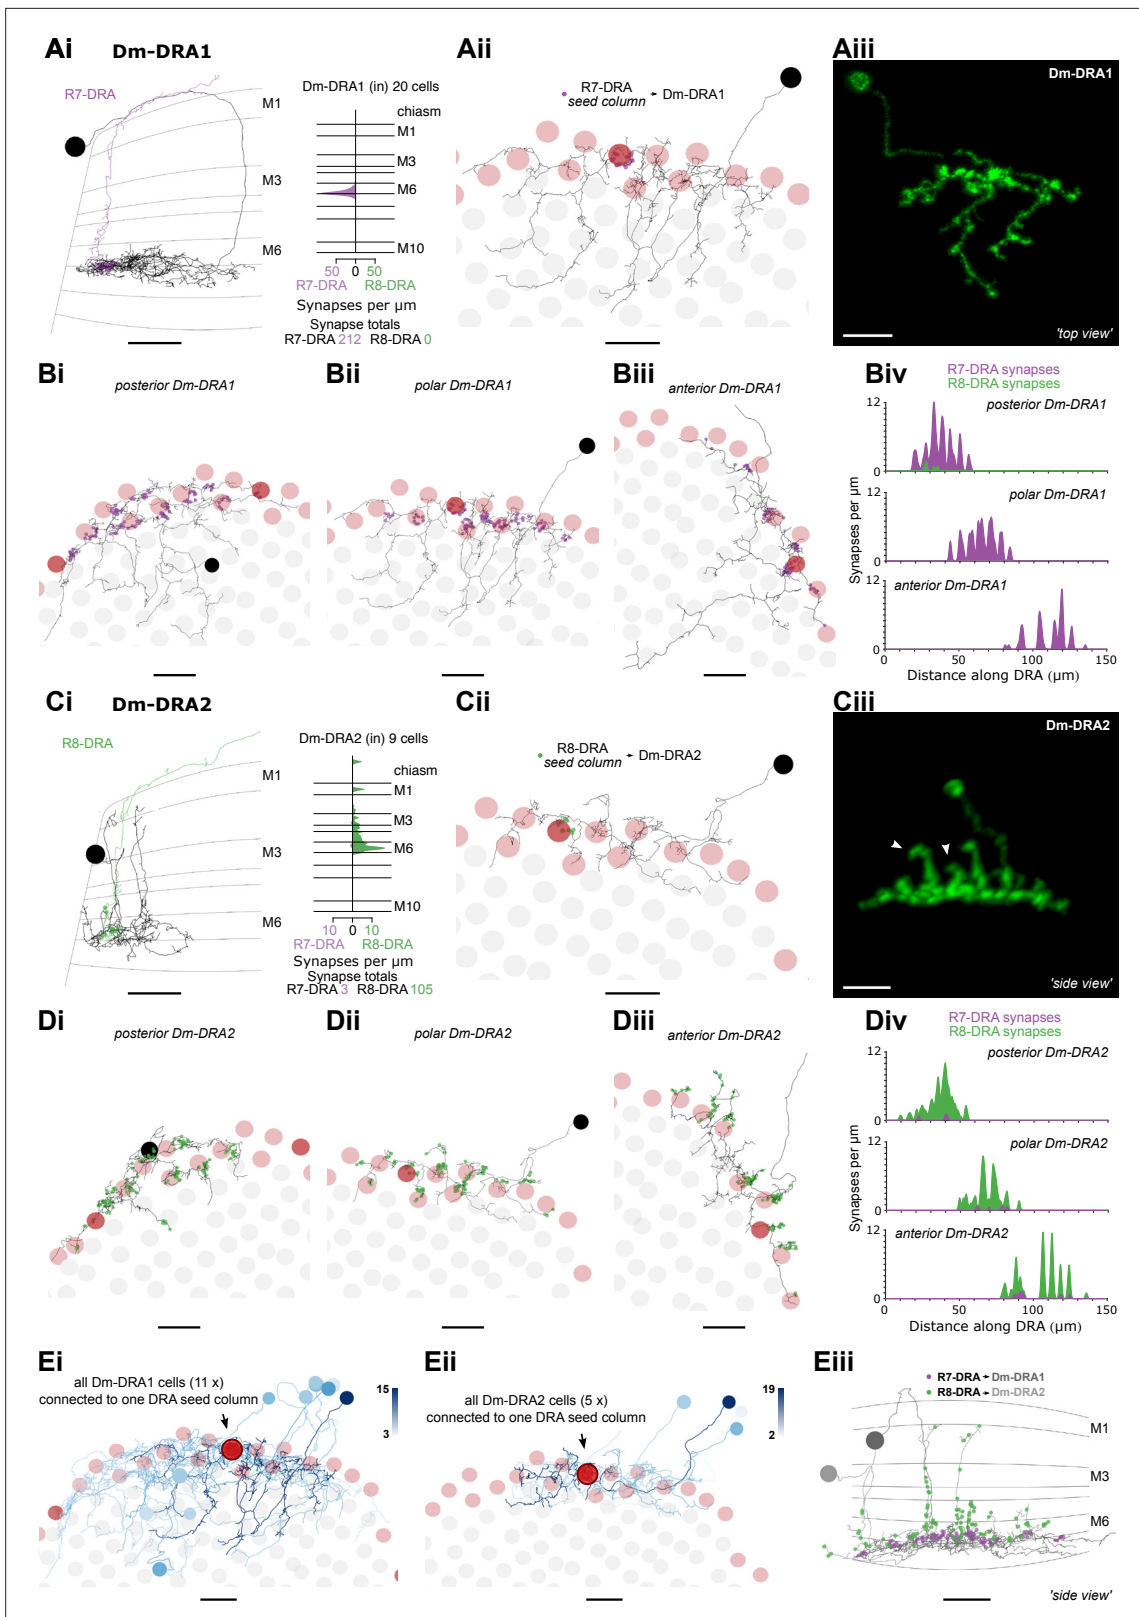 Ai Dm-DRA1
R7-DRA
M1
M3
M6
Dm-DRA1 (in) 20 cells
chiasm
M1
M3
M6
M10
50 0 50
R7-DRA R8-DRA
Synapses per µm
Synapse totals
R7-DRA 212 R8-DRA 0
Aii
R7-DRA
seed column → Dm-DRA1
Aiii
Dm-DRA1
'top view'
Bi
posterior Dm-DRA1
Bii
polar Dm-DRA1
Biii
anterior Dm-DRA1
Biv
R7-DRA synapses
R8-DRA synapses
12
posterior Dm-DRA1
0
12
polar Dm-DRA1
0
12
anterior Dm-DRA1
0
Synapses per µm
0 50 100 150
Distance along DRA (µm)
Ci Dm-DRA2
R8-DRA
M1
M3
M6
Dm-DRA2 (in) 9 cells
chiasm
M1
M3
M6
M10
10 0 10
R7-DRA R8-DRA
Synapses per µm
Synapse totals
R7-DRA 3 R8-DRA 105
Cii
R8-DRA
seed column → Dm-DRA2
Ciii
Dm-DRA2
'side view'
Di
posterior Dm-DRA2
Dii
polar Dm-DRA2
Diii
anterior Dm-DRA2
Div
R7-DRA synapses
R8-DRA synapses
12
posterior Dm-DRA2
0
12
polar Dm-DRA2
0
12
anterior Dm-DRA2
0
Synapses per µm
0 50 100 150
Distance along DRA (µm)
Ei
all Dm-DRA1 cells (11 x)
connected to one DRA seed column
15
3
Eii
all Dm-DRA2 cells (5 x)
connected to one DRA seed column
19
2
Eiii
R7-DRA → Dm-DRA1
R8-DRA → Dm-DRA2
M1
M3
M6
'side view'